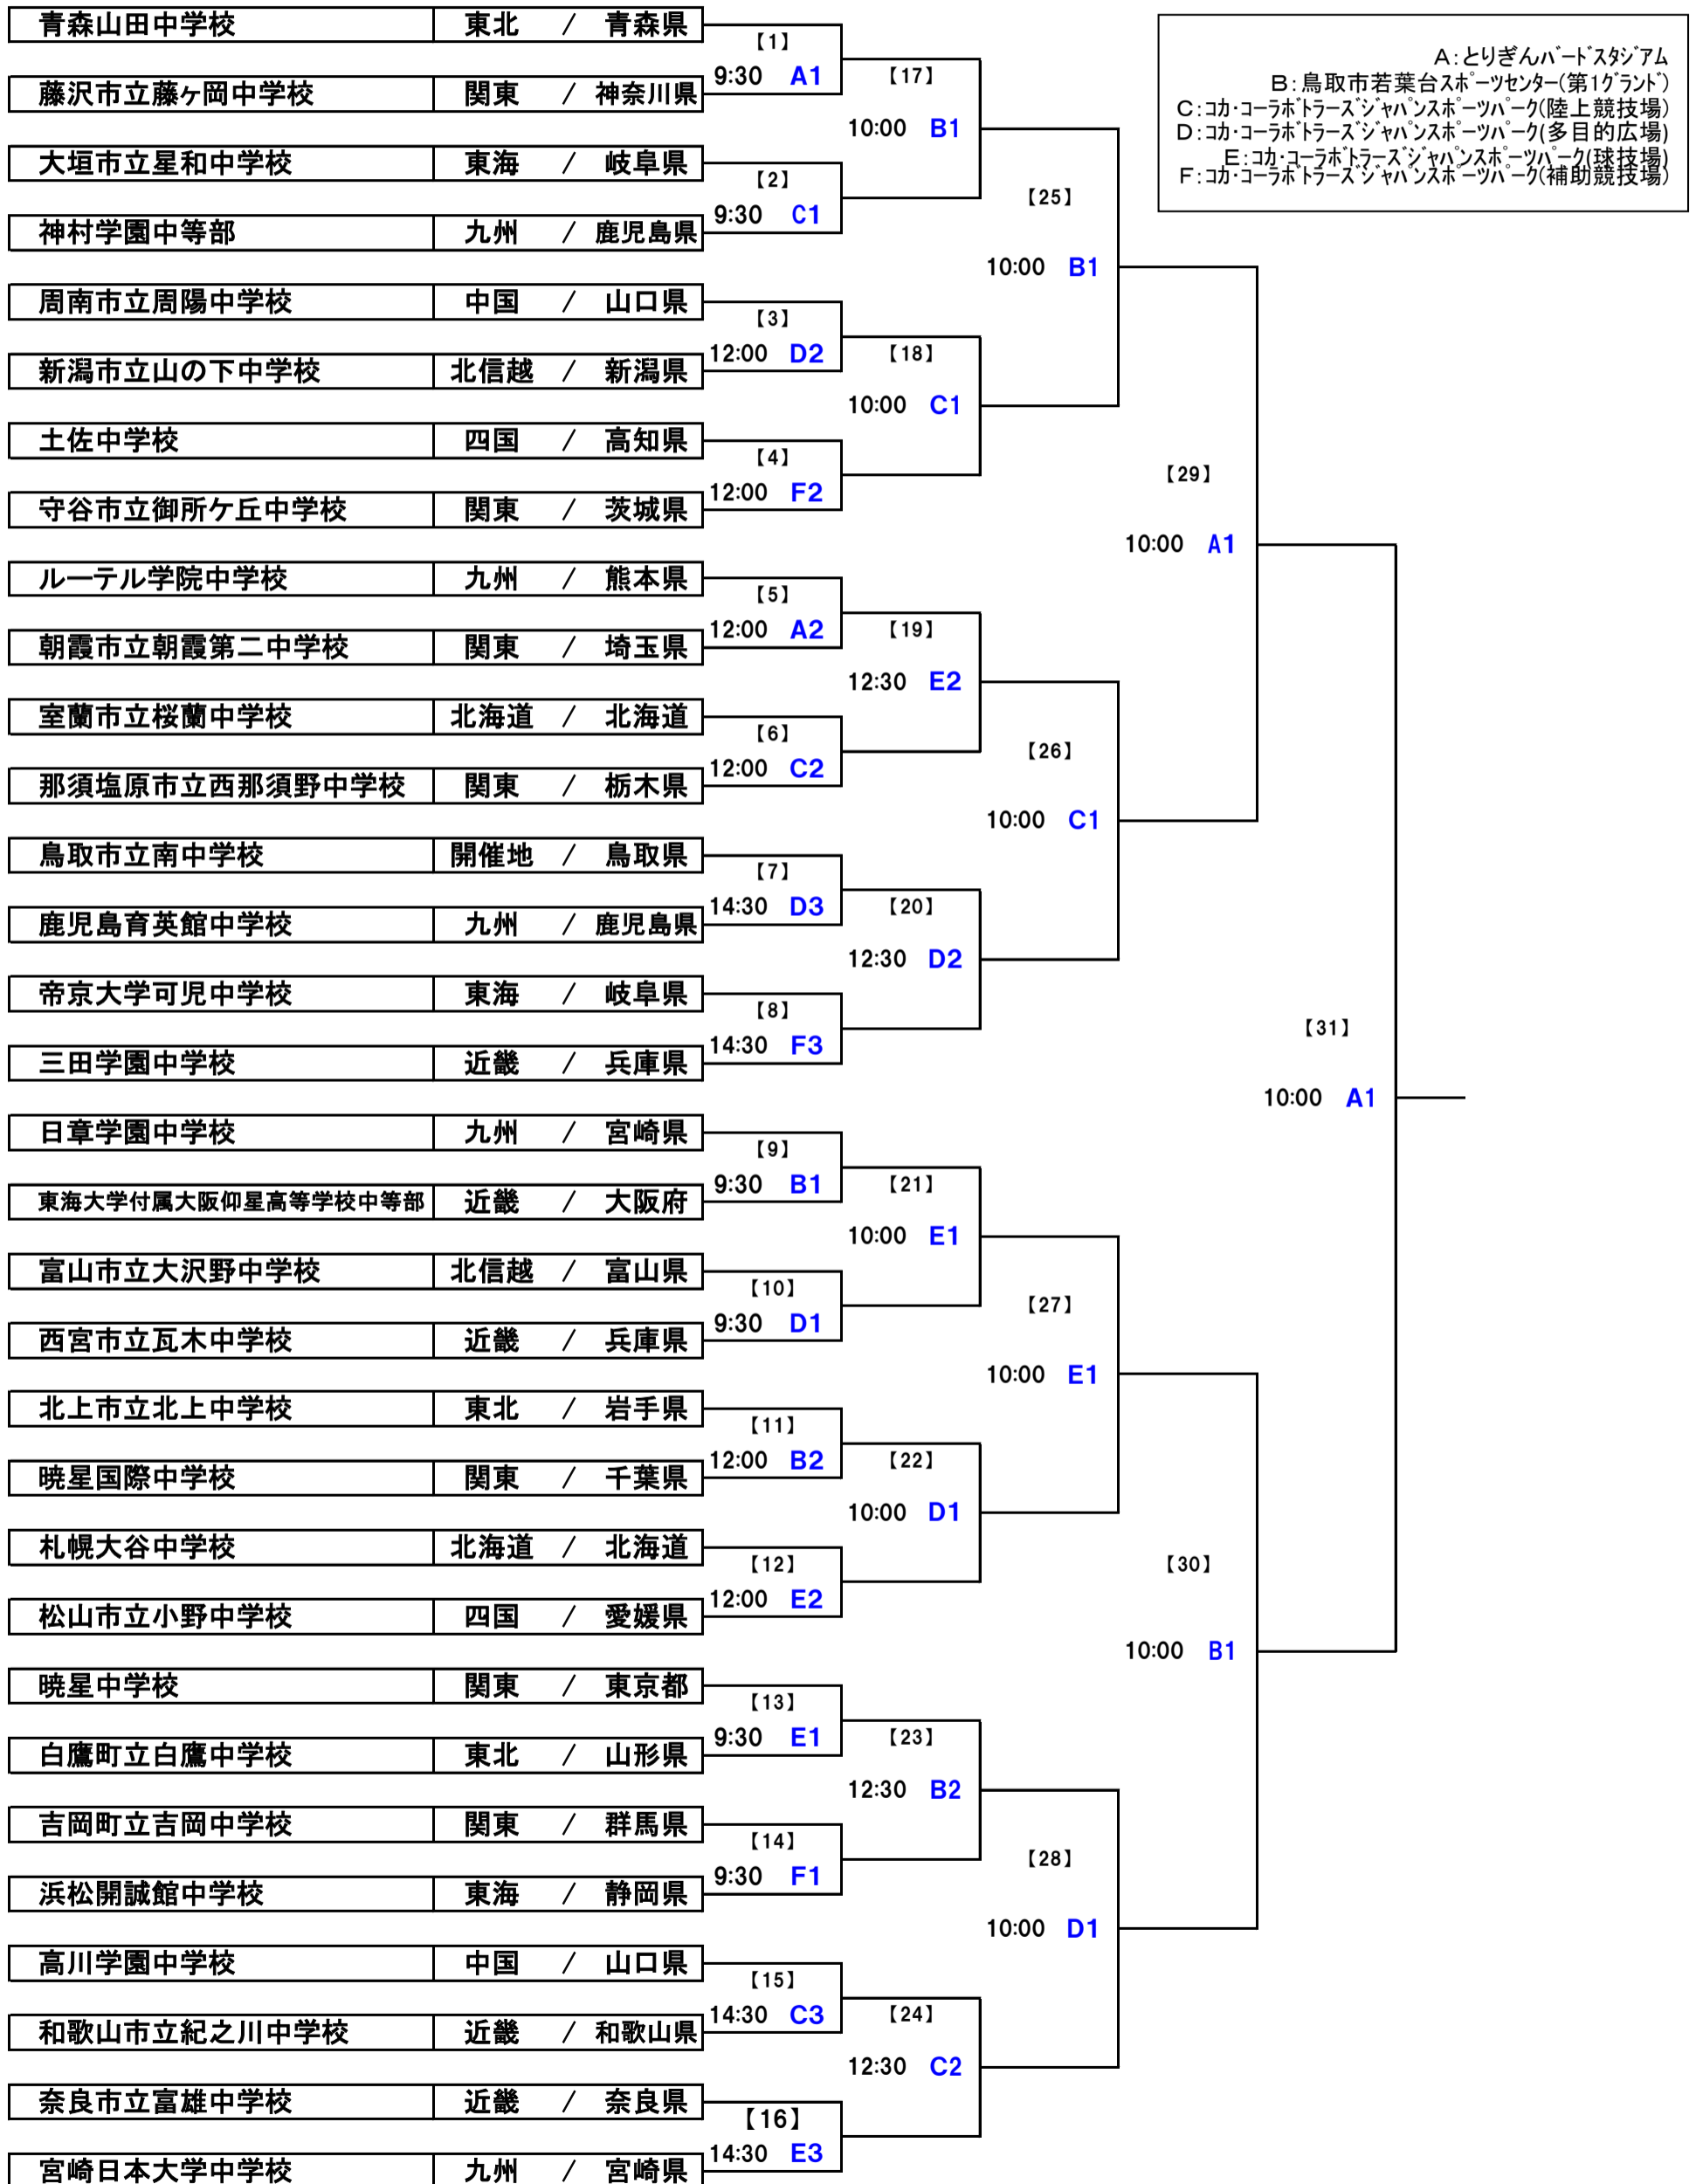 青森山田中学校 東北 / 青森県
【1】
9:30 A1
藤沢市立藤ヶ岡中学校 関東 / 神奈川県
大垣市立星和中学校 東海 / 岐阜県
【2】
9:30 C1
神村学園中等部 九州 / 鹿児島県
【17】
10:00 B1
周南市立周陽中学校 中国 / 山口県
【3】
12:00 D2
新潟市立山の下中学校 北信越 / 新潟県
土佐中学校 四国 / 高知県
【4】
12:00 F2
守谷市立御所ケ丘中学校 関東 / 茨城県
【18】
10:00 C1
【25】
10:00 B1
ルーテル学院中学校 九州 / 熊本県
【5】
12:00 A2
朝霞市立朝霞第二中学校 関東 / 埼玉県
室蘭市立桜蘭中学校 北海道 / 北海道
【6】
12:00 C2
那須塩原市立西那須野中学校 関東 / 栃木県
【19】
12:30 E2
鳥取市立南中学校 開催地 / 鳥取県
【7】
14:30 D3
鹿児島育英館中学校 九州 / 鹿児島県
帝京大学可児中学校 東海 / 岐阜県
【8】
14:30 F3
三田学園中学校 近畿 / 兵庫県
【20】
12:30 D2
【26】
10:00 C1
【29】
10:00 A1
日章学園中学校 九州 / 宮崎県
【9】
9:30 B1
東海大学付属大阪仰星高等学校中等部 近畿 / 大阪府
富山市立大沢野中学校 北信越 / 富山県
【10】
9:30 D1
西宮市立瓦木中学校 近畿 / 兵庫県
【21】
10:00 E1
北上市立北上中学校 東北 / 岩手県
【11】
12:00 B2
暁星国際中学校 関東 / 千葉県
札幌大谷中学校 北海道 / 北海道
【12】
12:00 E2
松山市立小野中学校 四国 / 愛媛県
【22】
10:00 D1
【27】
10:00 E1
暁星中学校 関東 / 東京都
【13】
9:30 E1
白鷹町立白鷹中学校 東北 / 山形県
吉岡町立吉岡中学校 関東 / 群馬県
【14】
9:30 F1
浜松開誠館中学校 東海 / 静岡県
【23】
12:30 B2
高川学園中学校 中国 / 山口県
【15】
14:30 C3
和歌山市立紀之川中学校 近畿 / 和歌山県
奈良市立富雄中学校 近畿 / 奈良県
【16】
14:30 E3
宮崎日本大学中学校 九州 / 宮崎県
【24】
12:30 C2
【28】
10:00 D1
【30】
10:00 B1
【31】
10:00 A1
A:とりぎんﾊﾞｰﾄﾞｽﾀｼﾞｱﾑ
B:鳥取市若葉台ｽﾎﾟｰﾂｾﾝﾀｰ(第1ｸﾞﾗﾝﾄﾞ)
C:ｺｶ･ｺｰﾗﾎﾞﾄﾗｰｽﾞｼﾞｬﾊﾟﾝｽﾎﾟｰﾂﾊﾟｰｸ(陸上競技場)
D:ｺｶ･ｺｰﾗﾎﾞﾄﾗｰｽﾞｼﾞｬﾊﾟﾝｽﾎﾟｰﾂﾊﾟｰｸ(多目的広場)
E:ｺｶ･ｺｰﾗﾎﾞﾄﾗｰｽﾞｼﾞｬﾊﾟﾝｽﾎﾟｰﾂﾊﾟｰｸ(球技場)
F:ｺｶ･ｺｰﾗﾎﾞﾄﾗｰｽﾞｼﾞｬﾊﾟﾝｽﾎﾟｰﾂﾊﾟｰｸ(補助競技場)